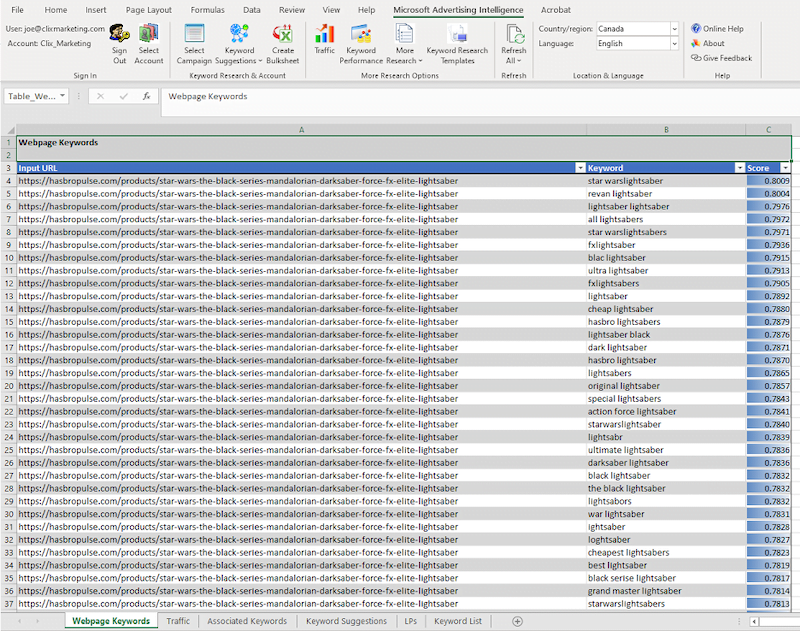 File Home Insert Page Layout Formulas Data Review View Help Microsoft Advertising Intelligence Acrobat
User: joe@clixmarketing.com
Account: Clix_Marketing
Sign Out Select Account
Sign In
Select Campaign Keyword Suggestions Create Bulksheet
Keyword Research & Account
Traffic Keyword Performance More Research Keyword Research Templates
More Research Options
Refresh All
Refresh
Country/region: Canada
Language: English
Location & Language
Online Help
About
Give Feedback
Help
Table_We... fx Webpage Keywords
A B C
1 Webpage Keywords
2
3 Input URL Keyword Score
4 https://hasbropulse.com/products/star-wars-the-black-series-mandalorian-darksaber-force-fx-elite-lightsaber star warslightsaber 0.8009
5 https://hasbropulse.com/products/star-wars-the-black-series-mandalorian-darksaber-force-fx-elite-lightsaber revan lightsaber 0.8004
6 https://hasbropulse.com/products/star-wars-the-black-series-mandalorian-darksaber-force-fx-elite-lightsaber lightsaber lightsaber 0.7976
7 https://hasbropulse.com/products/star-wars-the-black-series-mandalorian-darksaber-force-fx-elite-lightsaber all lightsabers 0.7972
8 https://hasbropulse.com/products/star-wars-the-black-series-mandalorian-darksaber-force-fx-elite-lightsaber star warslightsabers 0.7971
9 https://hasbropulse.com/products/star-wars-the-black-series-mandalorian-darksaber-force-fx-elite-lightsaber fxlightsaber 0.7936
10 https://hasbropulse.com/products/star-wars-the-black-series-mandalorian-darksaber-force-fx-elite-lightsaber blac lightsaber 0.7915
11 https://hasbropulse.com/products/star-wars-the-black-series-mandalorian-darksaber-force-fx-elite-lightsaber ultra lightsaber 0.7913
12 https://hasbropulse.com/products/star-wars-the-black-series-mandalorian-darksaber-force-fx-elite-lightsaber fxlightsabers 0.7905
13 https://hasbropulse.com/products/star-wars-the-black-series-mandalorian-darksaber-force-fx-elite-lightsaber lightsaber 0.7892
14 https://hasbropulse.com/products/star-wars-the-black-series-mandalorian-darksaber-force-fx-elite-lightsaber cheap lightsaber 0.7880
15 https://hasbropulse.com/products/star-wars-the-black-series-mandalorian-darksaber-force-fx-elite-lightsaber hasbro lightsabers 0.7879
16 https://hasbropulse.com/products/star-wars-the-black-series-mandalorian-darksaber-force-fx-elite-lightsaber lightsaber black 0.7876
17 https://hasbropulse.com/products/star-wars-the-black-series-mandalorian-darksaber-force-fx-elite-lightsaber dark lightsaber 0.7871
18 https://hasbropulse.com/products/star-wars-the-black-series-mandalorian-darksaber-force-fx-elite-lightsaber hasbro lightsaber 0.7870
19 https://hasbropulse.com/products/star-wars-the-black-series-mandalorian-darksaber-force-fx-elite-lightsaber lightsabers 0.7865
20 https://hasbropulse.com/products/star-wars-the-black-series-mandalorian-darksaber-force-fx-elite-lightsaber original lightsaber 0.7857
21 https://hasbropulse.com/products/star-wars-the-black-series-mandalorian-darksaber-force-fx-elite-lightsaber special lightsabers 0.7843
22 https://hasbropulse.com/products/star-wars-the-black-series-mandalorian-darksaber-force-fx-elite-lightsaber action force lightsaber 0.7841
23 https://hasbropulse.com/products/star-wars-the-black-series-mandalorian-darksaber-force-fx-elite-lightsaber starwarslightsaber 0.7840
24 https://hasbropulse.com/products/star-wars-the-black-series-mandalorian-darksaber-force-fx-elite-lightsaber lightsabr 0.7839
25 https://hasbropulse.com/products/star-wars-the-black-series-mandalorian-darksaber-force-fx-elite-lightsaber ultimate lightsaber 0.7836
26 https://hasbropulse.com/products/star-wars-the-black-series-mandalorian-darksaber-force-fx-elite-lightsaber darksaber lightsaber 0.7836
27 https://hasbropulse.com/products/star-wars-the-black-series-mandalorian-darksaber-force-fx-elite-lightsaber black lightsaber 0.7832
28 https://hasbropulse.com/products/star-wars-the-black-series-mandalorian-darksaber-force-fx-elite-lightsaber the black lightsaber 0.7832
29 https://hasbropulse.com/products/star-wars-the-black-series-mandalorian-darksaber-force-fx-elite-lightsaber lightsabors 0.7832
30 https://hasbropulse.com/products/star-wars-the-black-series-mandalorian-darksaber-force-fx-elite-lightsaber war lightsaber 0.7831
31 https://hasbropulse.com/products/star-wars-the-black-series-mandalorian-darksaber-force-fx-elite-lightsaber ightsaber 0.7828
32 https://hasbropulse.com/products/star-wars-the-black-series-mandalorian-darksaber-force-fx-elite-lightsaber loghtsaber 0.7827
33 https://hasbropulse.com/products/star-wars-the-black-series-mandalorian-darksaber-force-fx-elite-lightsaber cheapest lightsabers 0.7823
34 https://hasbropulse.com/products/star-wars-the-black-series-mandalorian-darksaber-force-fx-elite-lightsaber best lightsaber 0.7819
35 https://hasbropulse.com/products/star-wars-the-black-series-mandalorian-darksaber-force-fx-elite-lightsaber black serise lightsaber 0.7817
36 https://hasbropulse.com/products/star-wars-the-black-series-mandalorian-darksaber-force-fx-elite-lightsaber grand master lightsaber 0.7814
37 https://hasbropulse.com/products/star-wars-the-black-series-mandalorian-darksaber-force-fx-elite-lightsaber starwarslightsabers 0.7813
Webpage Keywords Traffic Associated Keywords Keyword Suggestions LPs Keyword List